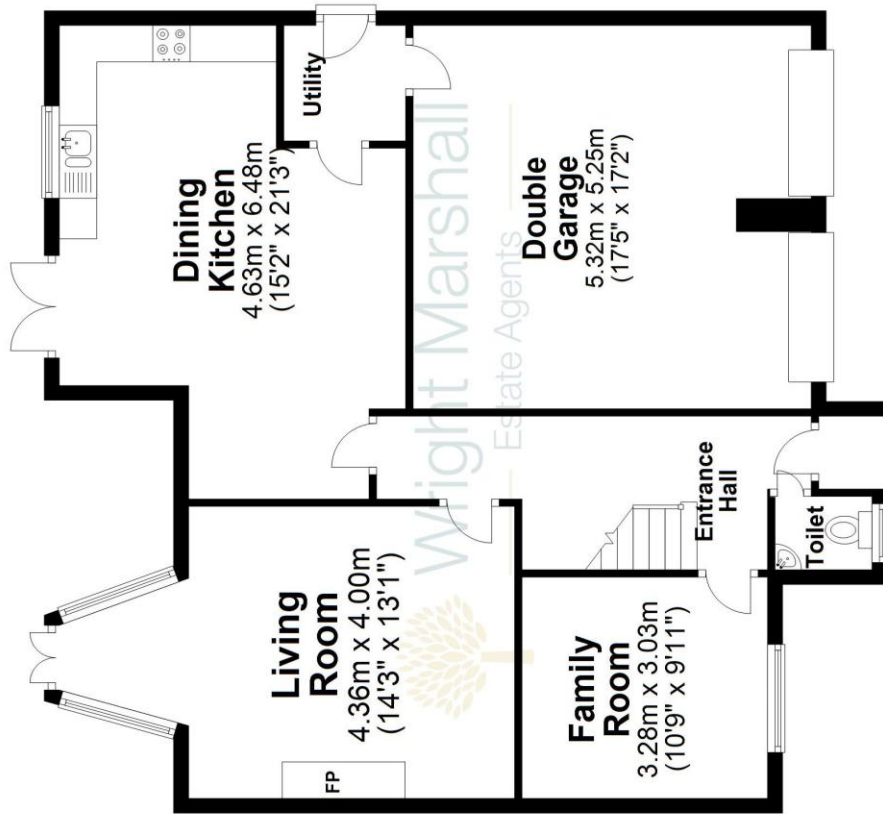 Utility
Dining
Kitchen
4.63m x 6.48m
(15'2" x 21'3")
Double
Garage
5.32m x 5.25m
(17'5" x 17'2")
Wright Marshall
Estate Agents
Entrance
Hall
Toilet
Living
Room
4.36m x 4.00m
(14'3" x 13'1")
FP
Family
Room
3.28m x 3.03m
(10'9" x 9'11")